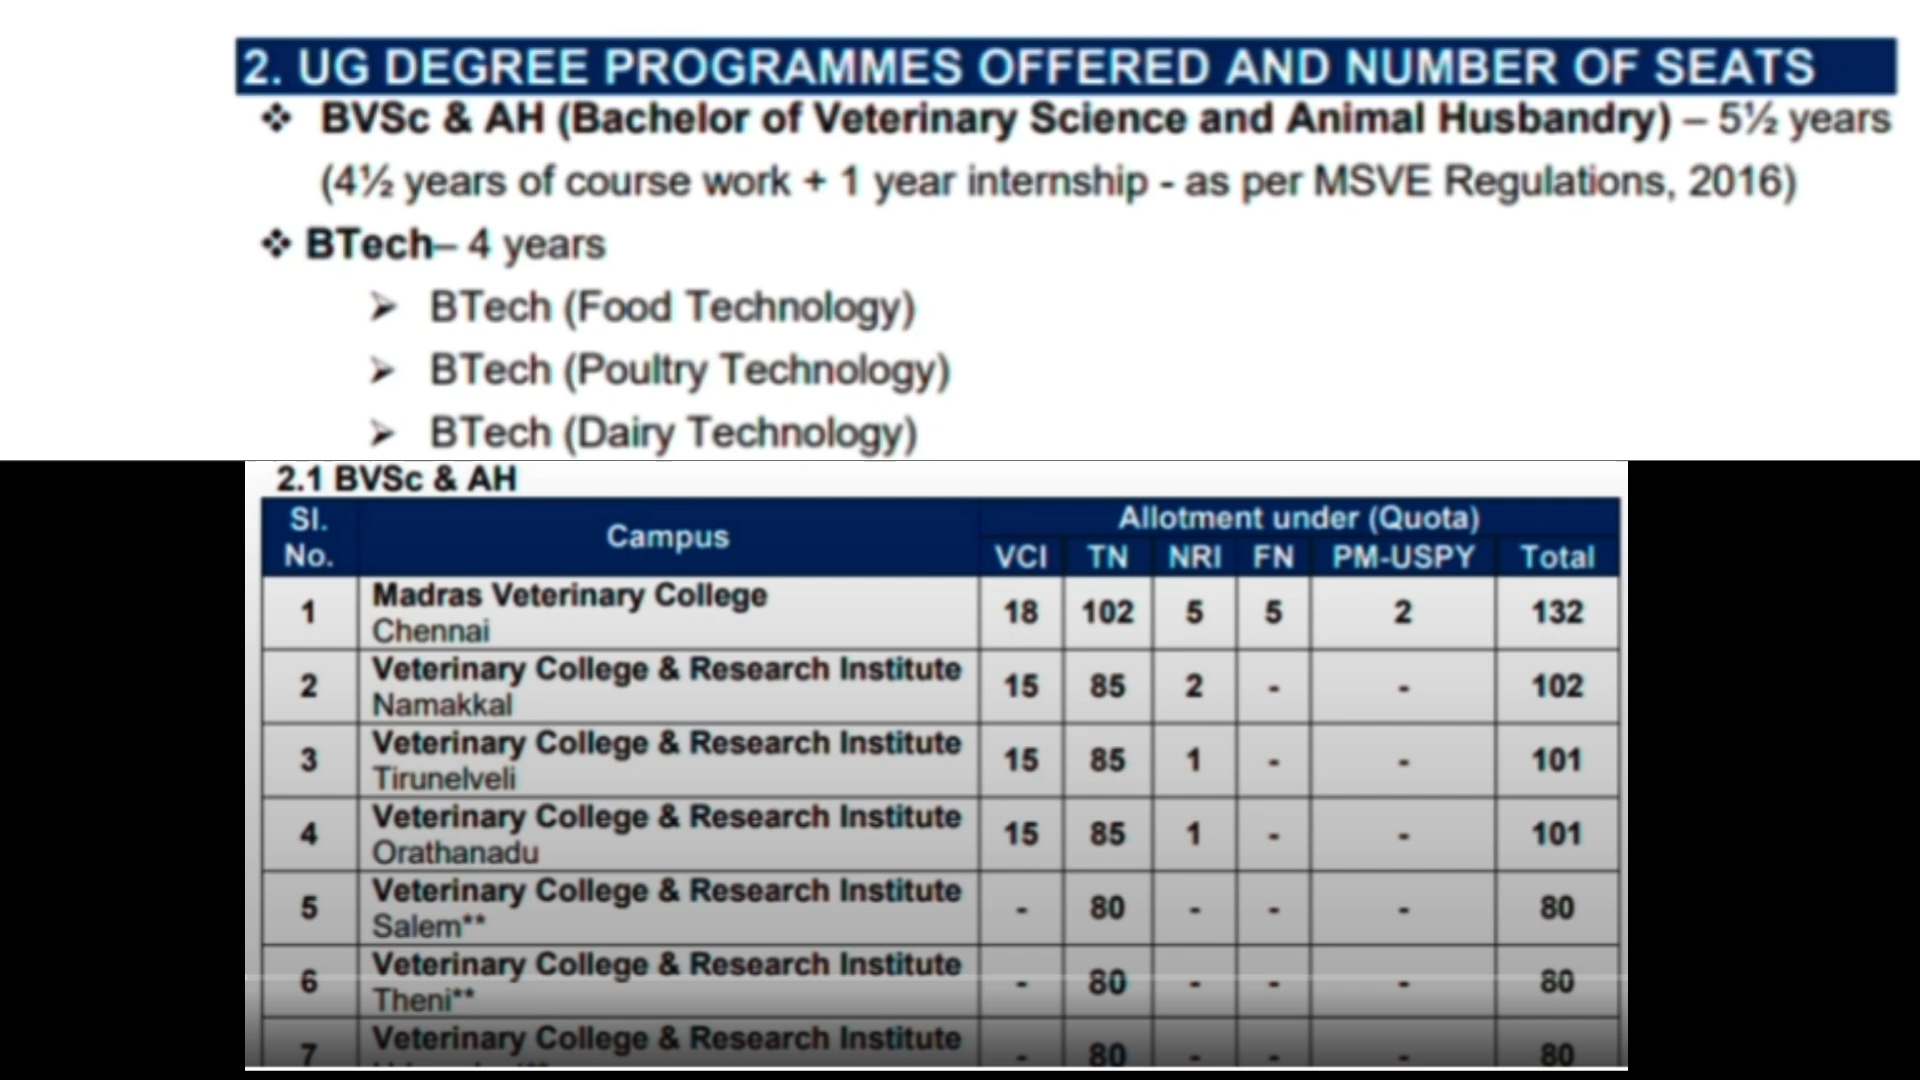 2. UG DEGREE PROGRAMMES OFFERED AND NUMBER OF SEATS
❖ BVSc & AH (Bachelor of Veterinary Science and Animal Husbandry) – 5½ years
(4½ years of course work + 1 year internship - as per MSVE Regulations, 2016)
❖ BTech– 4 years
➢ BTech (Food Technology)
➢ BTech (Poultry Technology)
➢ BTech (Dairy Technology)
2.1 BVSc & AH
Sl. No. Campus Allotment under (Quota)
VCI TN NRI FN PM-USPY Total
1 Madras Veterinary College 18 102 5 5 2 132
Chennai
2 Veterinary College & Research Institute 15 85 2 - - 102
Namakkal
3 Veterinary College & Research Institute 15 85 1 - - 101
Tirunelveli
4 Veterinary College & Research Institute 15 85 1 - - 101
Orathanadu
5 Veterinary College & Research Institute - 80 - - - 80
Salem**
6 Veterinary College & Research Institute - 80 - - - 80
Theni**
7 Veterinary College & Research Institute - 80 - - - 80